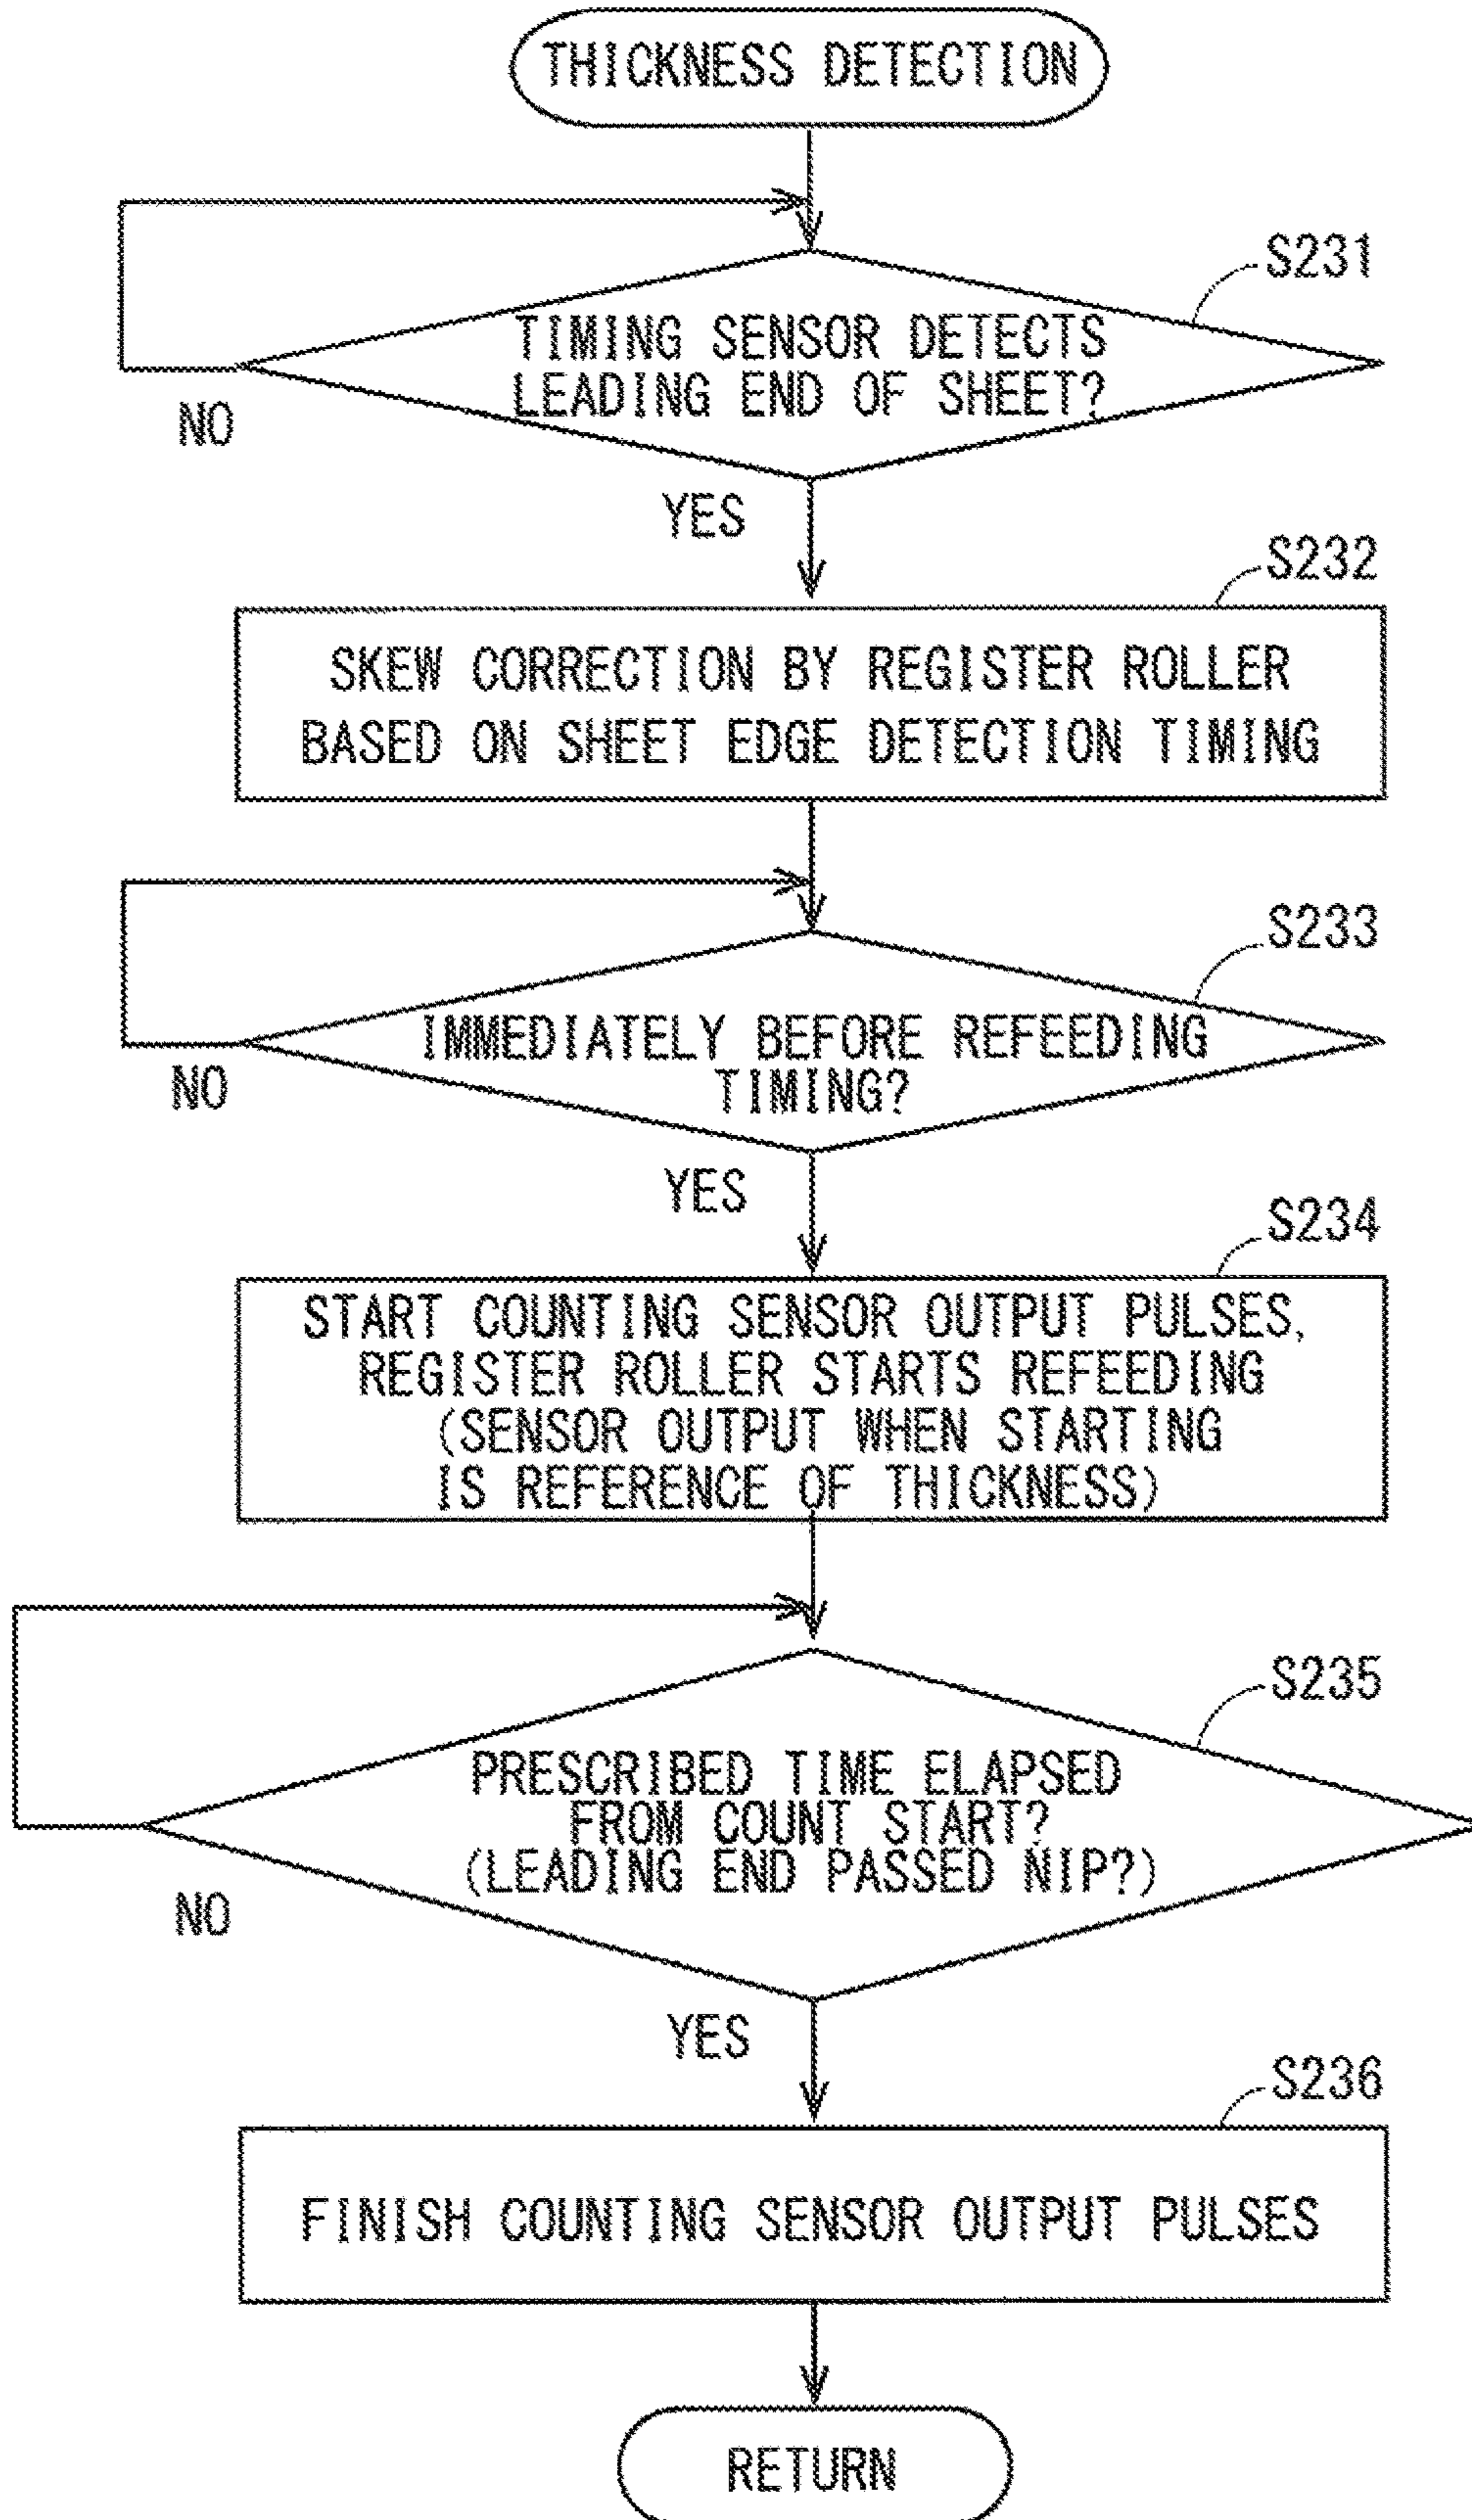 THICKNESS DETECTION
S231
TIMING SENSOR DETECTS
LEADING END OF SHEET?
NO
YES
S232
SKEW CORRECTION BY REGISTER ROLLER
BASED ON SHEET EDGE DETECTION TIMING
S233
IMMEDIATELY BEFORE REFEEDING
TIMING?
NO
YES
S234
START COUNTING SENSOR OUTPUT PULSES,
REGISTER ROLLER STARTS REFEEDING
(SENSOR OUTPUT WHEN STARTING
IS REFERENCE OF THICKNESS)
S235
PRESCRIBED TIME ELAPSED
FROM COUNT START?
(LEADING END PASSED NIP?)
NO
YES
S236
FINISH COUNTING SENSOR OUTPUT PULSES
RETURN